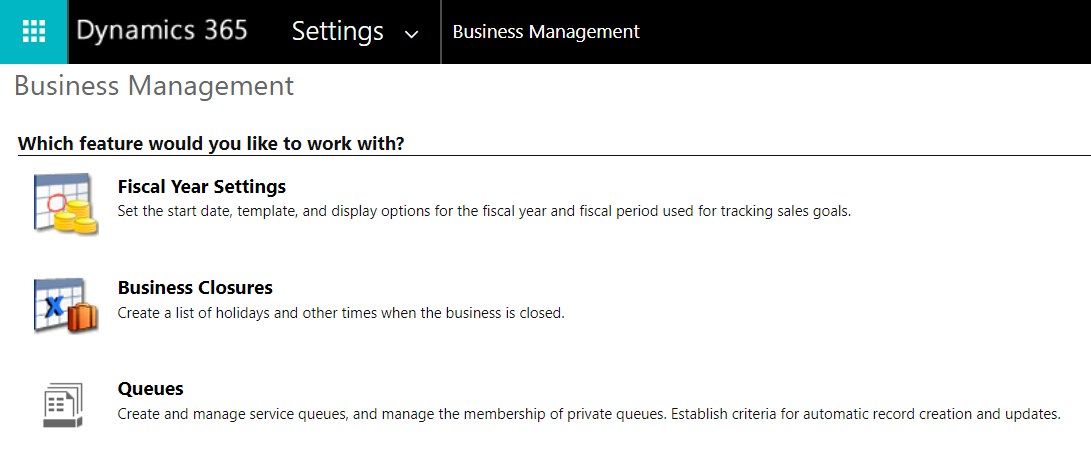 Dynamics 365 Settings Business Management
Business Management
Which feature would you like to work with?
Fiscal Year Settings
Set the start date, template, and display options for the fiscal year and fiscal period used for tracking sales goals.
Business Closures
Create a list of holidays and other times when the business is closed.
Queues
Create and manage service queues, and manage the membership of private queues. Establish criteria for automatic record creation and updates.